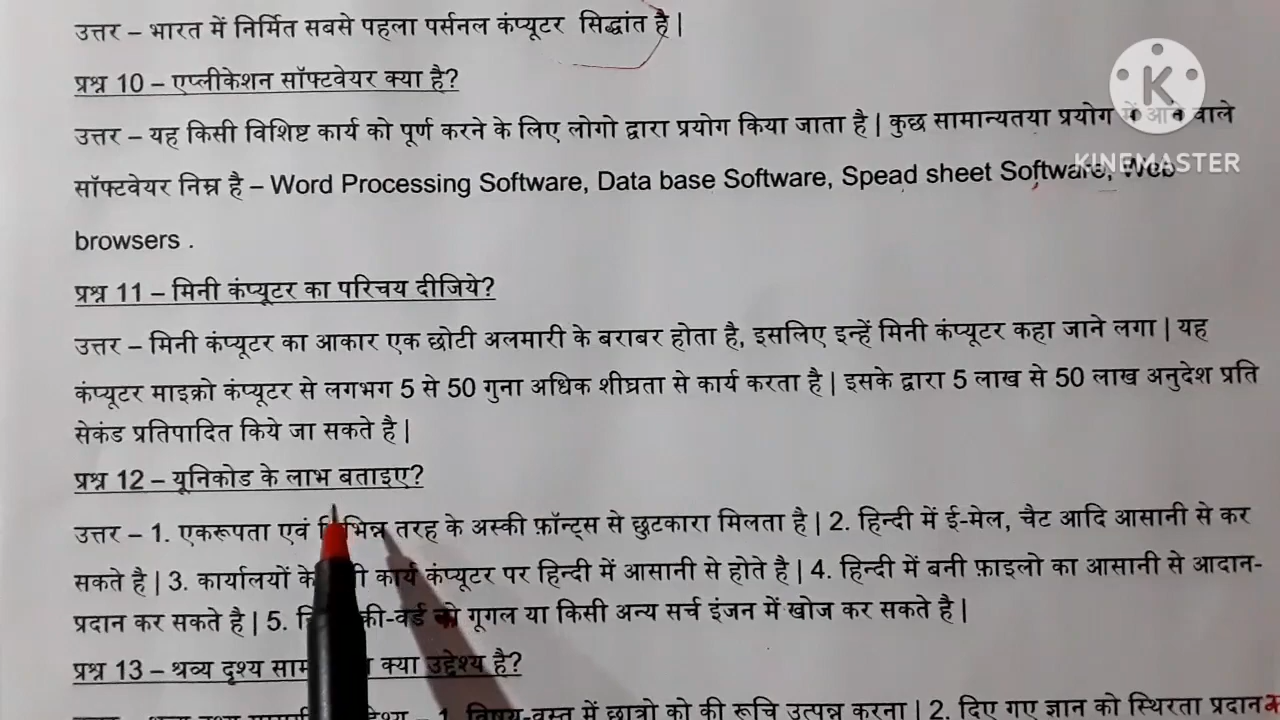 उत्तर – भारत में निर्मित सबसे पहला पर्सनल कंप्यूटर सिद्धांत है |
प्रश्न 10 – एप्लीकेशन सॉफ्टवेयर क्या है?
उत्तर – यह किसी विशिष्ट कार्य को पूर्ण करने के लिए लोगो द्वारा प्रयोग किया जाता है | कुछ सामान्यतया प्रयोग में आने वाले
सॉफ्टवेयर निम्न है – Word Processing Software, Data base Software, Spead sheet Software, Web
browsers .
प्रश्न 11 – मिनी कंप्यूटर का परिचय दीजिये?
उत्तर – मिनी कंप्यूटर का आकार एक छोटी अलमारी के बराबर होता है, इसलिए इन्हें मिनी कंप्यूटर कहा जाने लगा | यह
कंप्यूटर माइक्रो कंप्यूटर से लगभग 5 से 50 गुना अधिक शीघ्रता से कार्य करता है | इसके द्वारा 5 लाख से 50 लाख अनुदेश प्रति
सेकंड प्रतिपादित किये जा सकते है |
प्रश्न 12 – यूनिकोड के लाभ बताइए?
उत्तर – 1. एकरूपता एवं विभिन्न तरह के अस्की फ़ॉन्ट्स से छुटकारा मिलता है | 2. हिन्दी में ई-मेल, चैट आदि आसानी से कर
सकते है | 3. कार्यालयों के कार्य कंप्यूटर पर हिन्दी में आसानी से होते है | 4. हिन्दी में बनी फ़ाइलो का आसानी से आदान-
प्रदान कर सकते है | 5. की-वर्ड को गूगल या किसी अन्य सर्च इंजन में खोज कर सकते है |
प्रश्न 13 – श्रव्य दृश्य क्या उद्देश्य है?
1. विषय-वस्तु में छात्रो को की रूचि उत्पन्न करना | 2. दिए गए ज्ञान को स्थिरता प्रदान
K
KINEMASTER